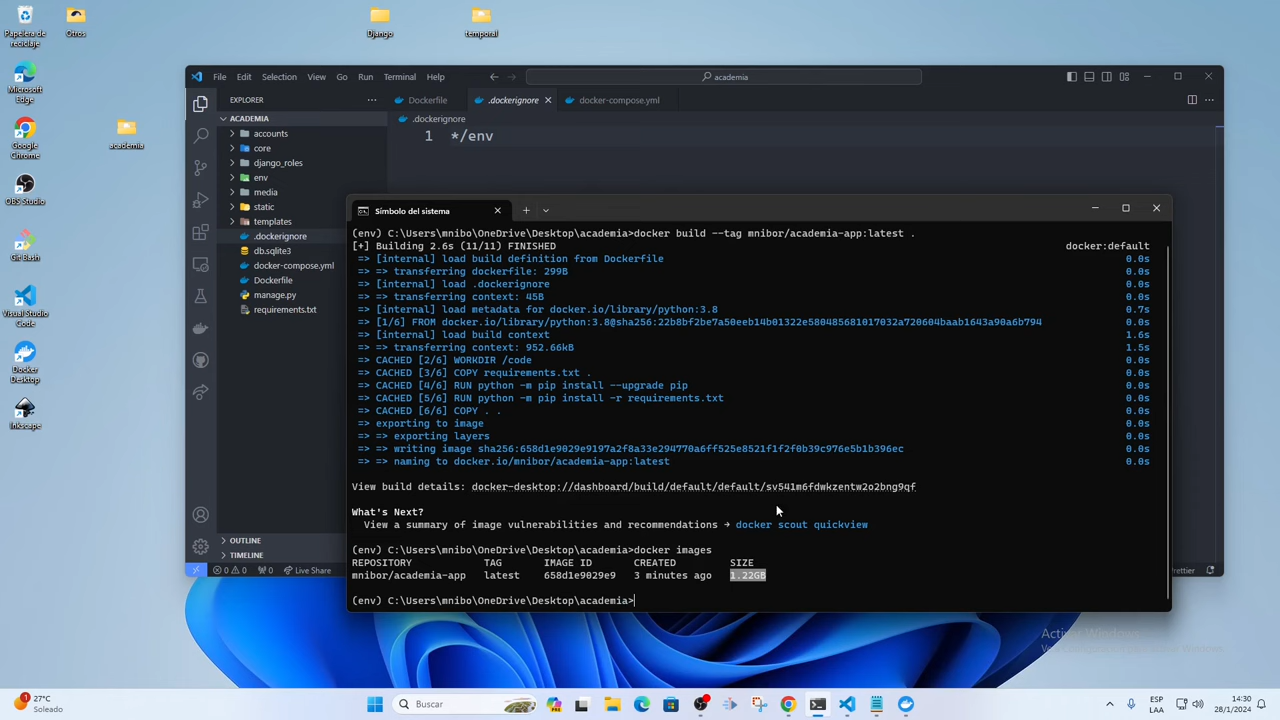 Papelera de
reciclaje
Otros
Django
temporal
Microsoft
Edge
Google
Chrome
academia
OBS Studio
Git Bash
Visual Studio
Code
Docker
Desktop
Inkscape
File Edit Selection View Go Run Terminal Help
academia
EXPLORER
Dockerfile
.dockerignore
docker-compose.yml
ACADEMIA
.dockerignore
accounts
core
django_roles
env
media
static
templates
.dockerignore
db.sqlite3
docker-compose.yml
Dockerfile
manage.py
requirements.txt
OUTLINE
TIMELINE
1 */env
Símbolo del sistema
(env) C:\Users\mnibo\OneDrive\Desktop\academia>docker build --tag mnibor/academia-app:latest .
[+] Building 2.6s (11/11) FINISHED docker:default
=> [internal] load build definition from Dockerfile 0.0s
=> => transferring dockerfile: 299B 0.0s
=> [internal] load .dockerignore 0.0s
=> => transferring context: 45B 0.0s
=> [internal] load metadata for docker.io/library/python:3.8 0.7s
=> [1/6] FROM docker.io/library/python:3.8@sha256:22b8bf2be7a50eeb14b01322e580485681017032a720604baab1643a90a6b794 0.0s
=> [internal] load build context 1.6s
=> => transferring context: 952.66kB 1.5s
=> CACHED [2/6] WORKDIR /code 0.0s
=> CACHED [3/6] COPY requirements.txt . 0.0s
=> CACHED [4/6] RUN python -m pip install --upgrade pip 0.0s
=> CACHED [5/6] RUN python -m pip install -r requirements.txt 0.0s
=> CACHED [6/6] COPY . . 0.0s
=> exporting to image 0.0s
=> => exporting layers 0.0s
=> => writing image sha256:658d1e9029e9197a2f8a33e294770a6ff525e8521f1f2f0b39c976e5b1b396ec 0.0s
=> => naming to docker.io/mnibor/academia-app:latest 0.0s
View build details: docker-desktop://dashboard/build/default/default/sv541m6fdwkzentw2o2bng9qf
What's Next?
View a summary of image vulnerabilities and recommendations → docker scout quickview
(env) C:\Users\mnibo\OneDrive\Desktop\academia>docker images
REPOSITORY TAG IMAGE ID CREATED SIZE
mnibor/academia-app latest 658d1e9029e9 3 minutes ago 1.22GB
(env) C:\Users\mnibo\OneDrive\Desktop\academia>
0 0 0 Live Share
Prettier
Activar Windows
27°C
Soleado
1
Buscar
ESP
LAA
14:30
28/1/2024